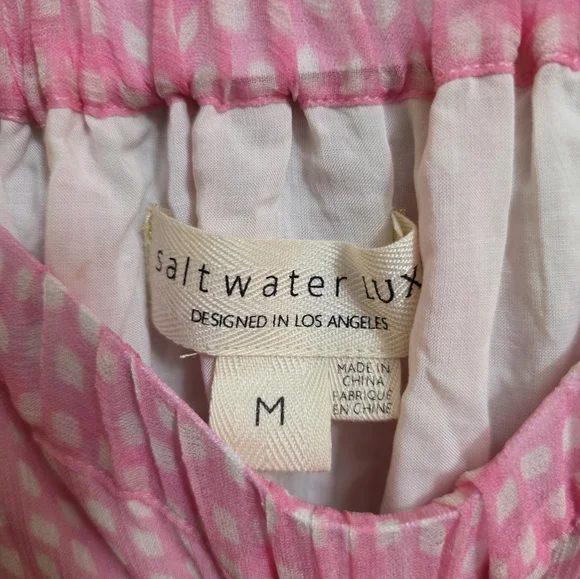 salt water LUX
DESIGNED IN LOS ANGELES
M
MADE IN
CHINA
FABRIQUE
EN CHINE